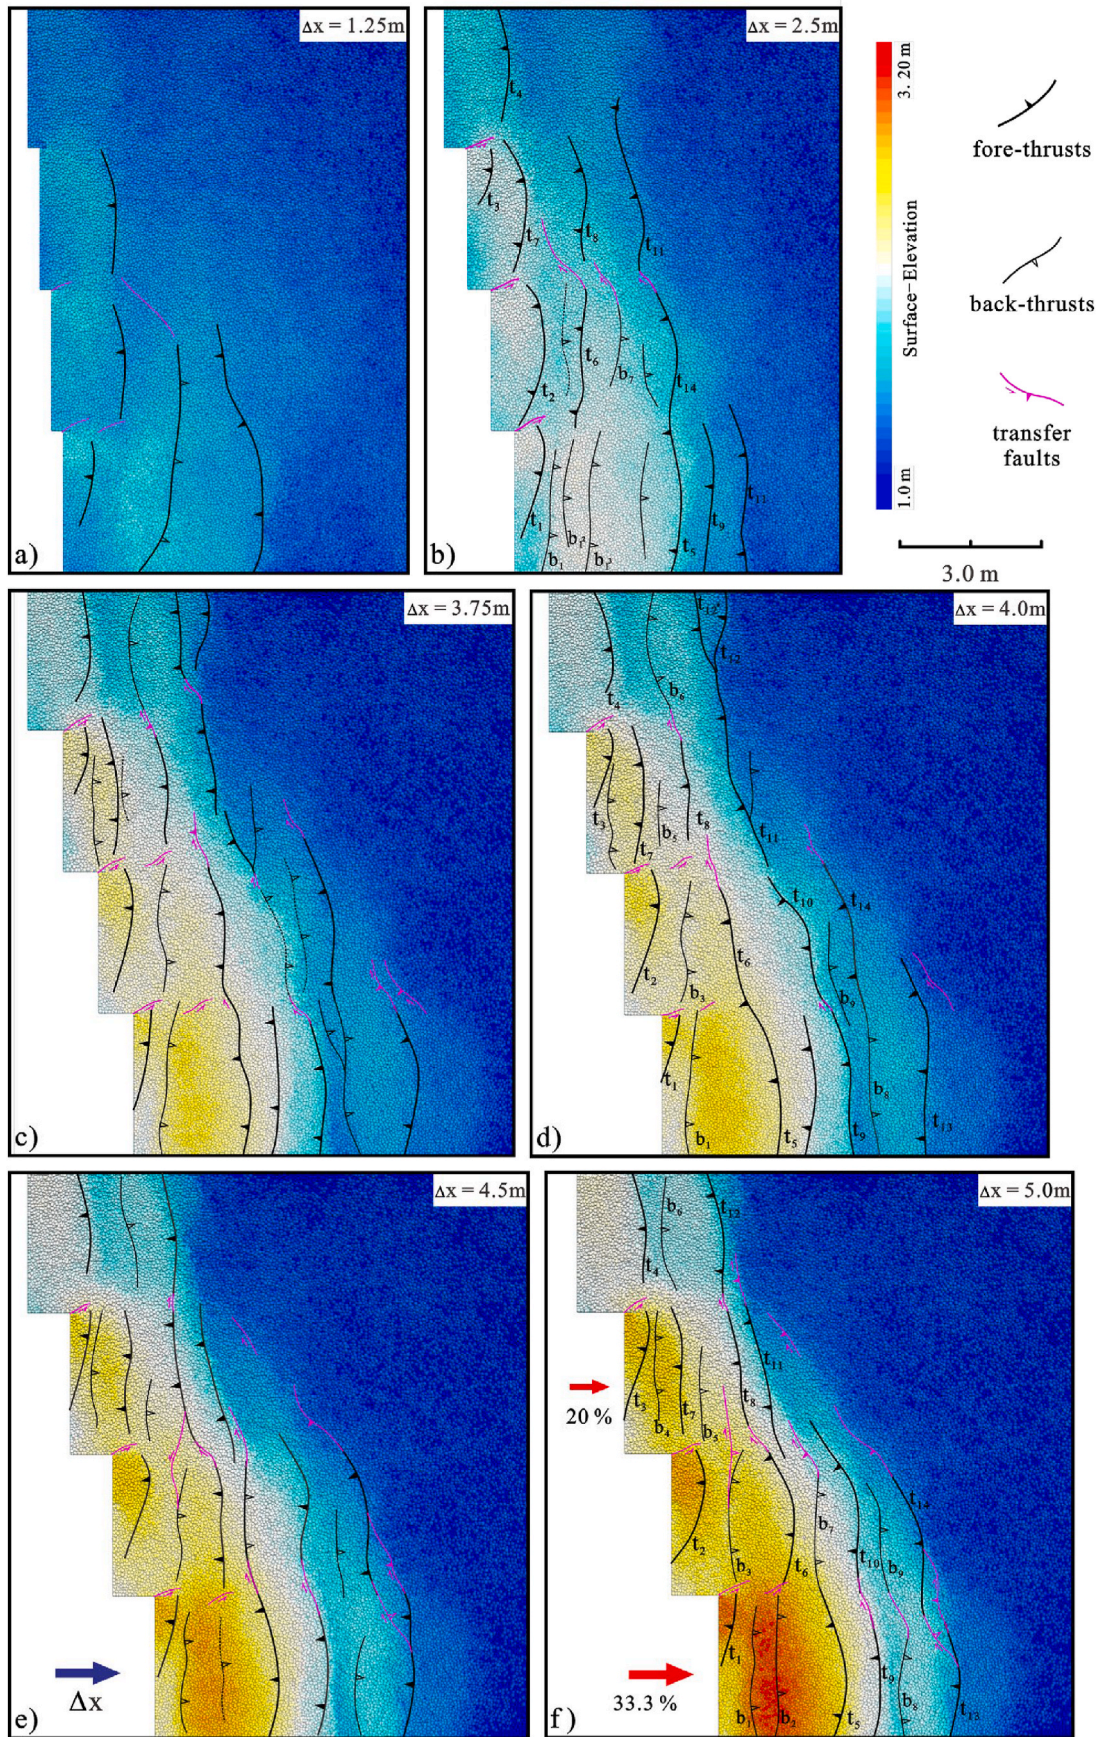 Δx = 1.25m
a)
Δx = 2.5m
t4
t3
t7
t8
t11
t6
t2
b7
t14
t1
b1
b1²
b1³
t5
t9
t11
b)
3.20 m
Surface-Elevation
1.0 m
fore-thrusts
back-thrusts
transfer
faults
3.0 m
Δx = 3.75m
c)
Δx = 4.0m
t12
b6
t4
t3
t7
b5
t8
t11
t10
t14
t2
b3
t6
b9
t1
b1
t5
t9
b8
t13
d)
Δx = 4.5m
Δx
e)
Δx = 5.0m
b6
t12
t4
t11
t8
20 %
t3
b4
t7
b5
t14
t2
b3
t6
b7
t10
b9
33.3 %
t1
b1
b2
t5
t9
b8
t13
f)